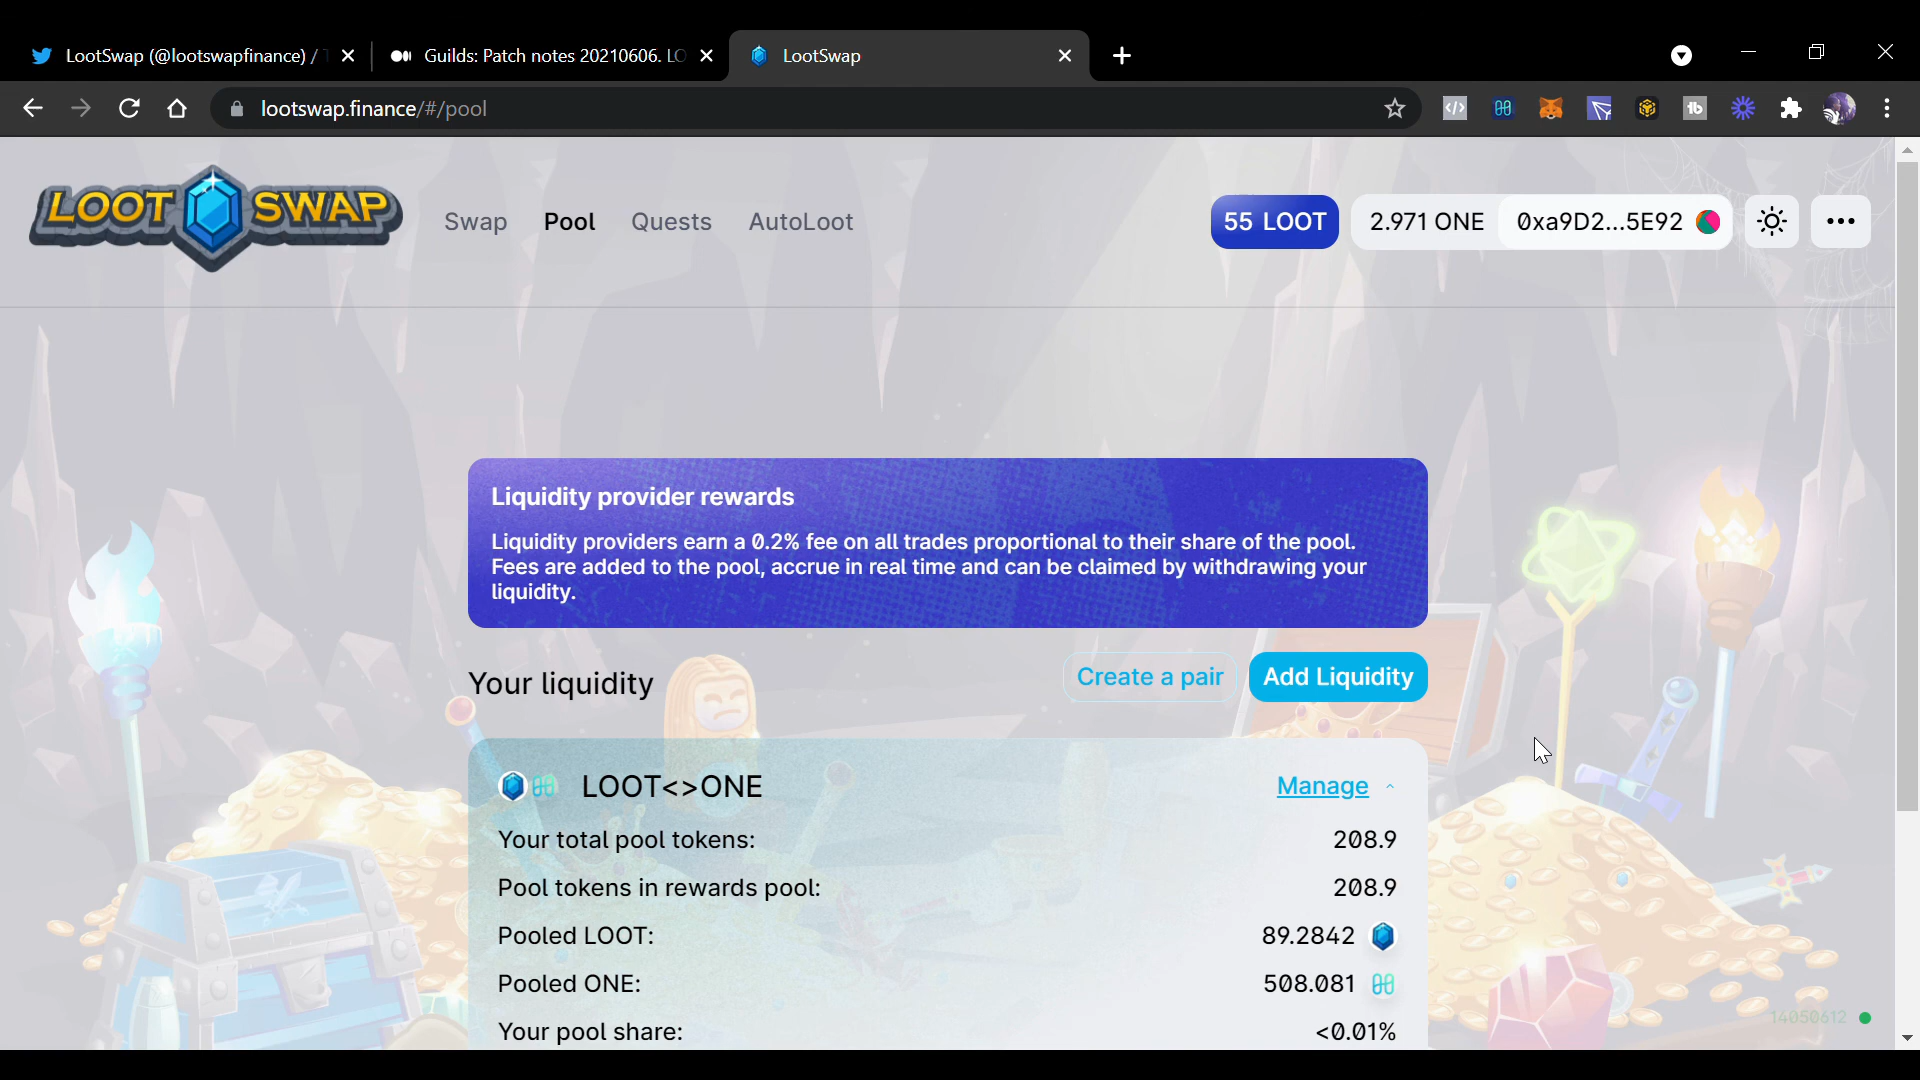 LootSwap (@lootswapfinance) /
Guilds: Patch notes 20210606. LO
LootSwap
lootswap.finance/#/pool
LOOT SWAP
Swap
Pool
Quests
AutoLoot
55 LOOT
2.971 ONE
0xa9D2...5E92
Liquidity provider rewards
Liquidity providers earn a 0.2% fee on all trades proportional to their share of the pool.
Fees are added to the pool, accrue in real time and can be claimed by withdrawing your
liquidity.
Your liquidity
Create a pair
Add Liquidity
LOOT<>ONE
Manage
Your total pool tokens:
208.9
Pool tokens in rewards pool:
208.9
Pooled LOOT:
89.2842
Pooled ONE:
508.081
Your pool share:
<0.01%
14050612